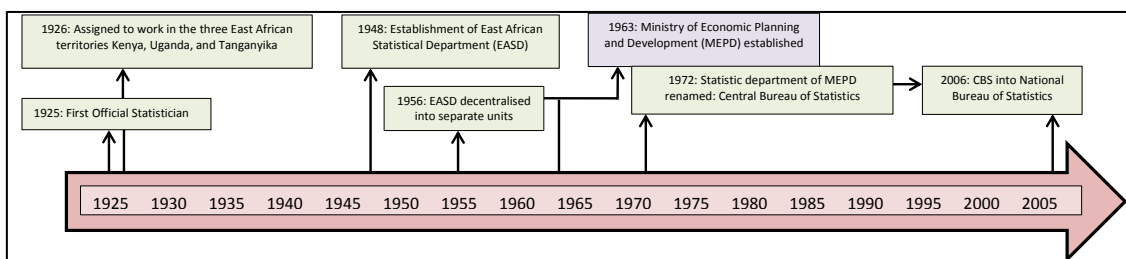 1926: Assigned to work in the three East African
territories Kenya, Uganda, and Tanganyika
1925: First Official Statistician
1948: Establishment of East African
Statistical Department (EASD)
1956: EASD decentralised
into separate units
1963: Ministry of Economic Planning
and Development (MEPD) established
1972: Statistic department of MEPD
renamed: Central Bureau of Statistics
2006: CBS into National
Bureau of Statistics
1925 1930 1935 1940 1945 1950 1955 1960 1965 1970 1975 1980 1985 1990 1995 2000 2005